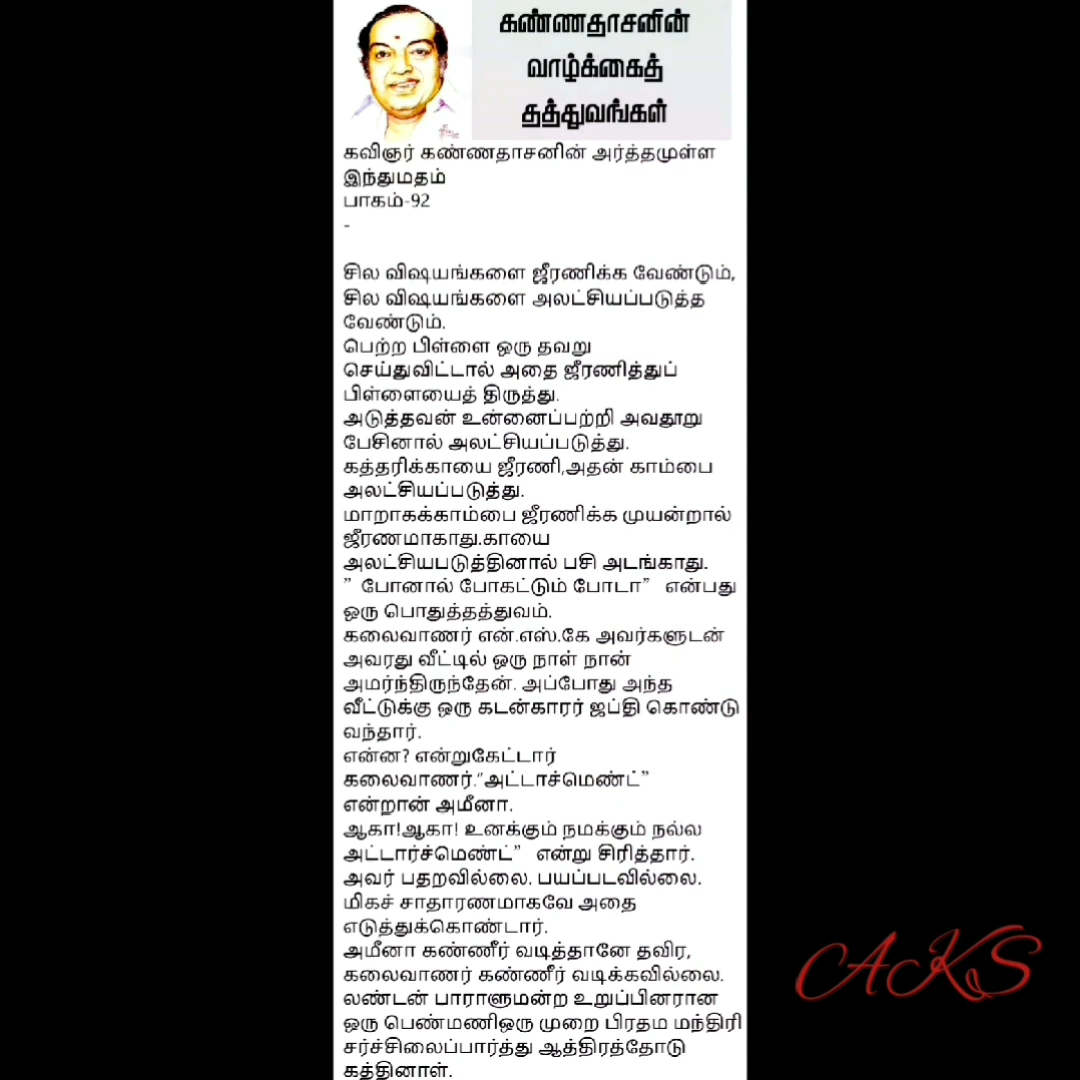 கண்ணதாசனின்
வாழ்க்கைத்
தத்துவங்கள்
கவிஞர் கண்ணதாசனின் அர்த்தமுள்ள
இந்துமதம்
பாகம்-92
-
சில விஷயங்களை ஜீரணிக்க வேண்டும்,
சில விஷயங்களை அலட்சியப்படுத்த
வேண்டும்.
பெற்ற பிள்ளை ஒரு தவறு
செய்துவிட்டால் அதை ஜீரணித்துப்
பிள்ளையைத் திருத்து.
அடுத்தவன் உன்னைப்பற்றி அவதூறு
பேசினால் அலட்சியப்படுத்து.
கத்தரிக்காயை ஜீரணி,அதன் காம்பை
அலட்சியப்படுத்து.
மாறாகக்காம்பை ஜீரணிக்க முயன்றால்
ஜீரணமாகாது.காயை
அலட்சியபடுத்தினால் பசி அடங்காது.
” போனால் போகட்டும் போடா” என்பது
ஒரு பொதுத்தத்துவம்.
கலைவாணர் என்.எஸ்.கே அவர்களுடன்
அவரது வீட்டில் ஒரு நாள் நான்
அமர்ந்திருந்தேன். அப்போது அந்த
வீட்டுக்கு ஒரு கடன்காரர் ஜப்தி கொண்டு
வந்தார்.
என்ன? என்றுகேட்டார்
கலைவாணர்.”அட்டாச்மெண்ட்”
என்றான் அமீனா.
ஆகா!ஆகா! உனக்கும் நமக்கும் நல்ல
அட்டார்ச்மெண்ட்” என்று சிரித்தார்.
அவர் பதறவில்லை. பயப்படவில்லை.
மிகச் சாதாரணமாகவே அதை
எடுத்துக்கொண்டார்.
அமீனா கண்ணீர் வடித்தானே தவிர,
கலைவாணர் கண்ணீர் வடிக்கவில்லை.
லண்டன் பாராளுமன்ற உறுப்பினரான
ஒரு பெண்மணிஒரு முறை பிரதம மந்திரி
சர்ச்சிலைப்பார்த்து ஆத்திரத்தோடு
கத்தினாள்.
AKS